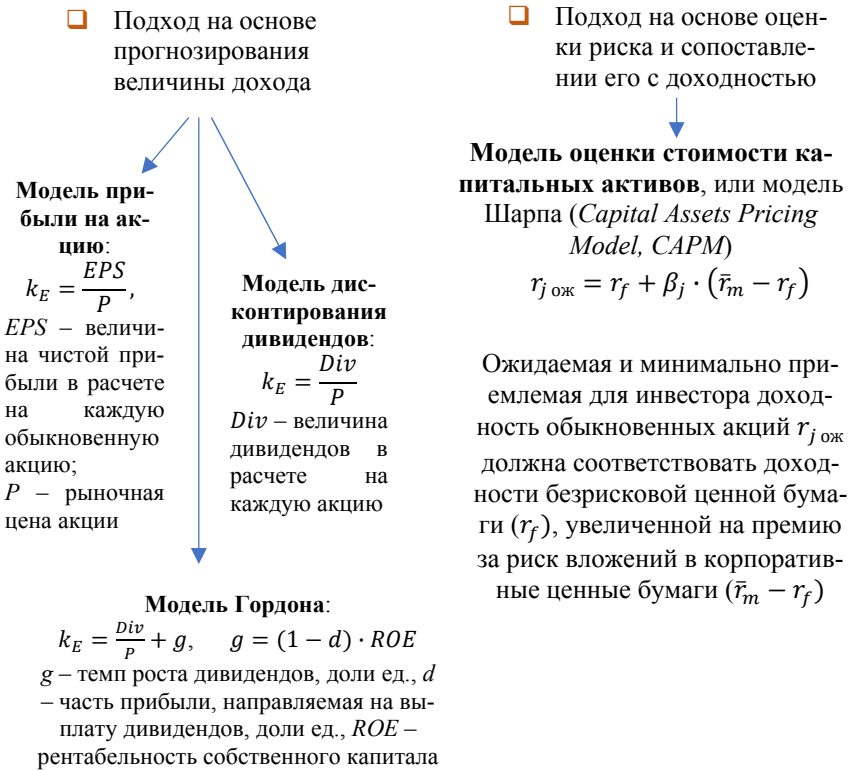 ❑ Подход на основе
прогнозирования
величины дохода
Модель при-
были на ак-
цию:
k_E = EPS/P,
EPS – величи-
на чистой при-
были в расчете
на каждую
обыкновенную
акцию;
P – рыночная
цена акции
Модель дис-
контирования
дивидендов:
k_E = Div/P
Div – величина
дивидендов в
расчете на
каждую акцию
Модель Гордона:
k_E = Div/P + g, g = (1 − d) · ROE
g – темп роста дивидендов, доли ед., d
– часть прибыли, направляемая на вы-
плату дивидендов, доли ед., ROE –
рентабельность собственного капитала
❑ Подход на основе оцен-
ки риска и сопоставле-
нии его с доходностью
Модель оценки стоимости ка-
питальных активов, или модель
Шарпа (Capital Assets Pricing
Model, CAPM)
r_{j ож} = r_f + β_j · (r̄_m − r_f)
Ожидаемая и минимально при-
емлемая для инвестора доход-
ность обыкновенных акций r_{j ож}
должна соответствовать доход-
ности безрисковой ценной бума-
ги (r_f), увеличенной на премию
за риск вложений в корпоратив-
ные ценные бумаги (r̄_m − r_f)